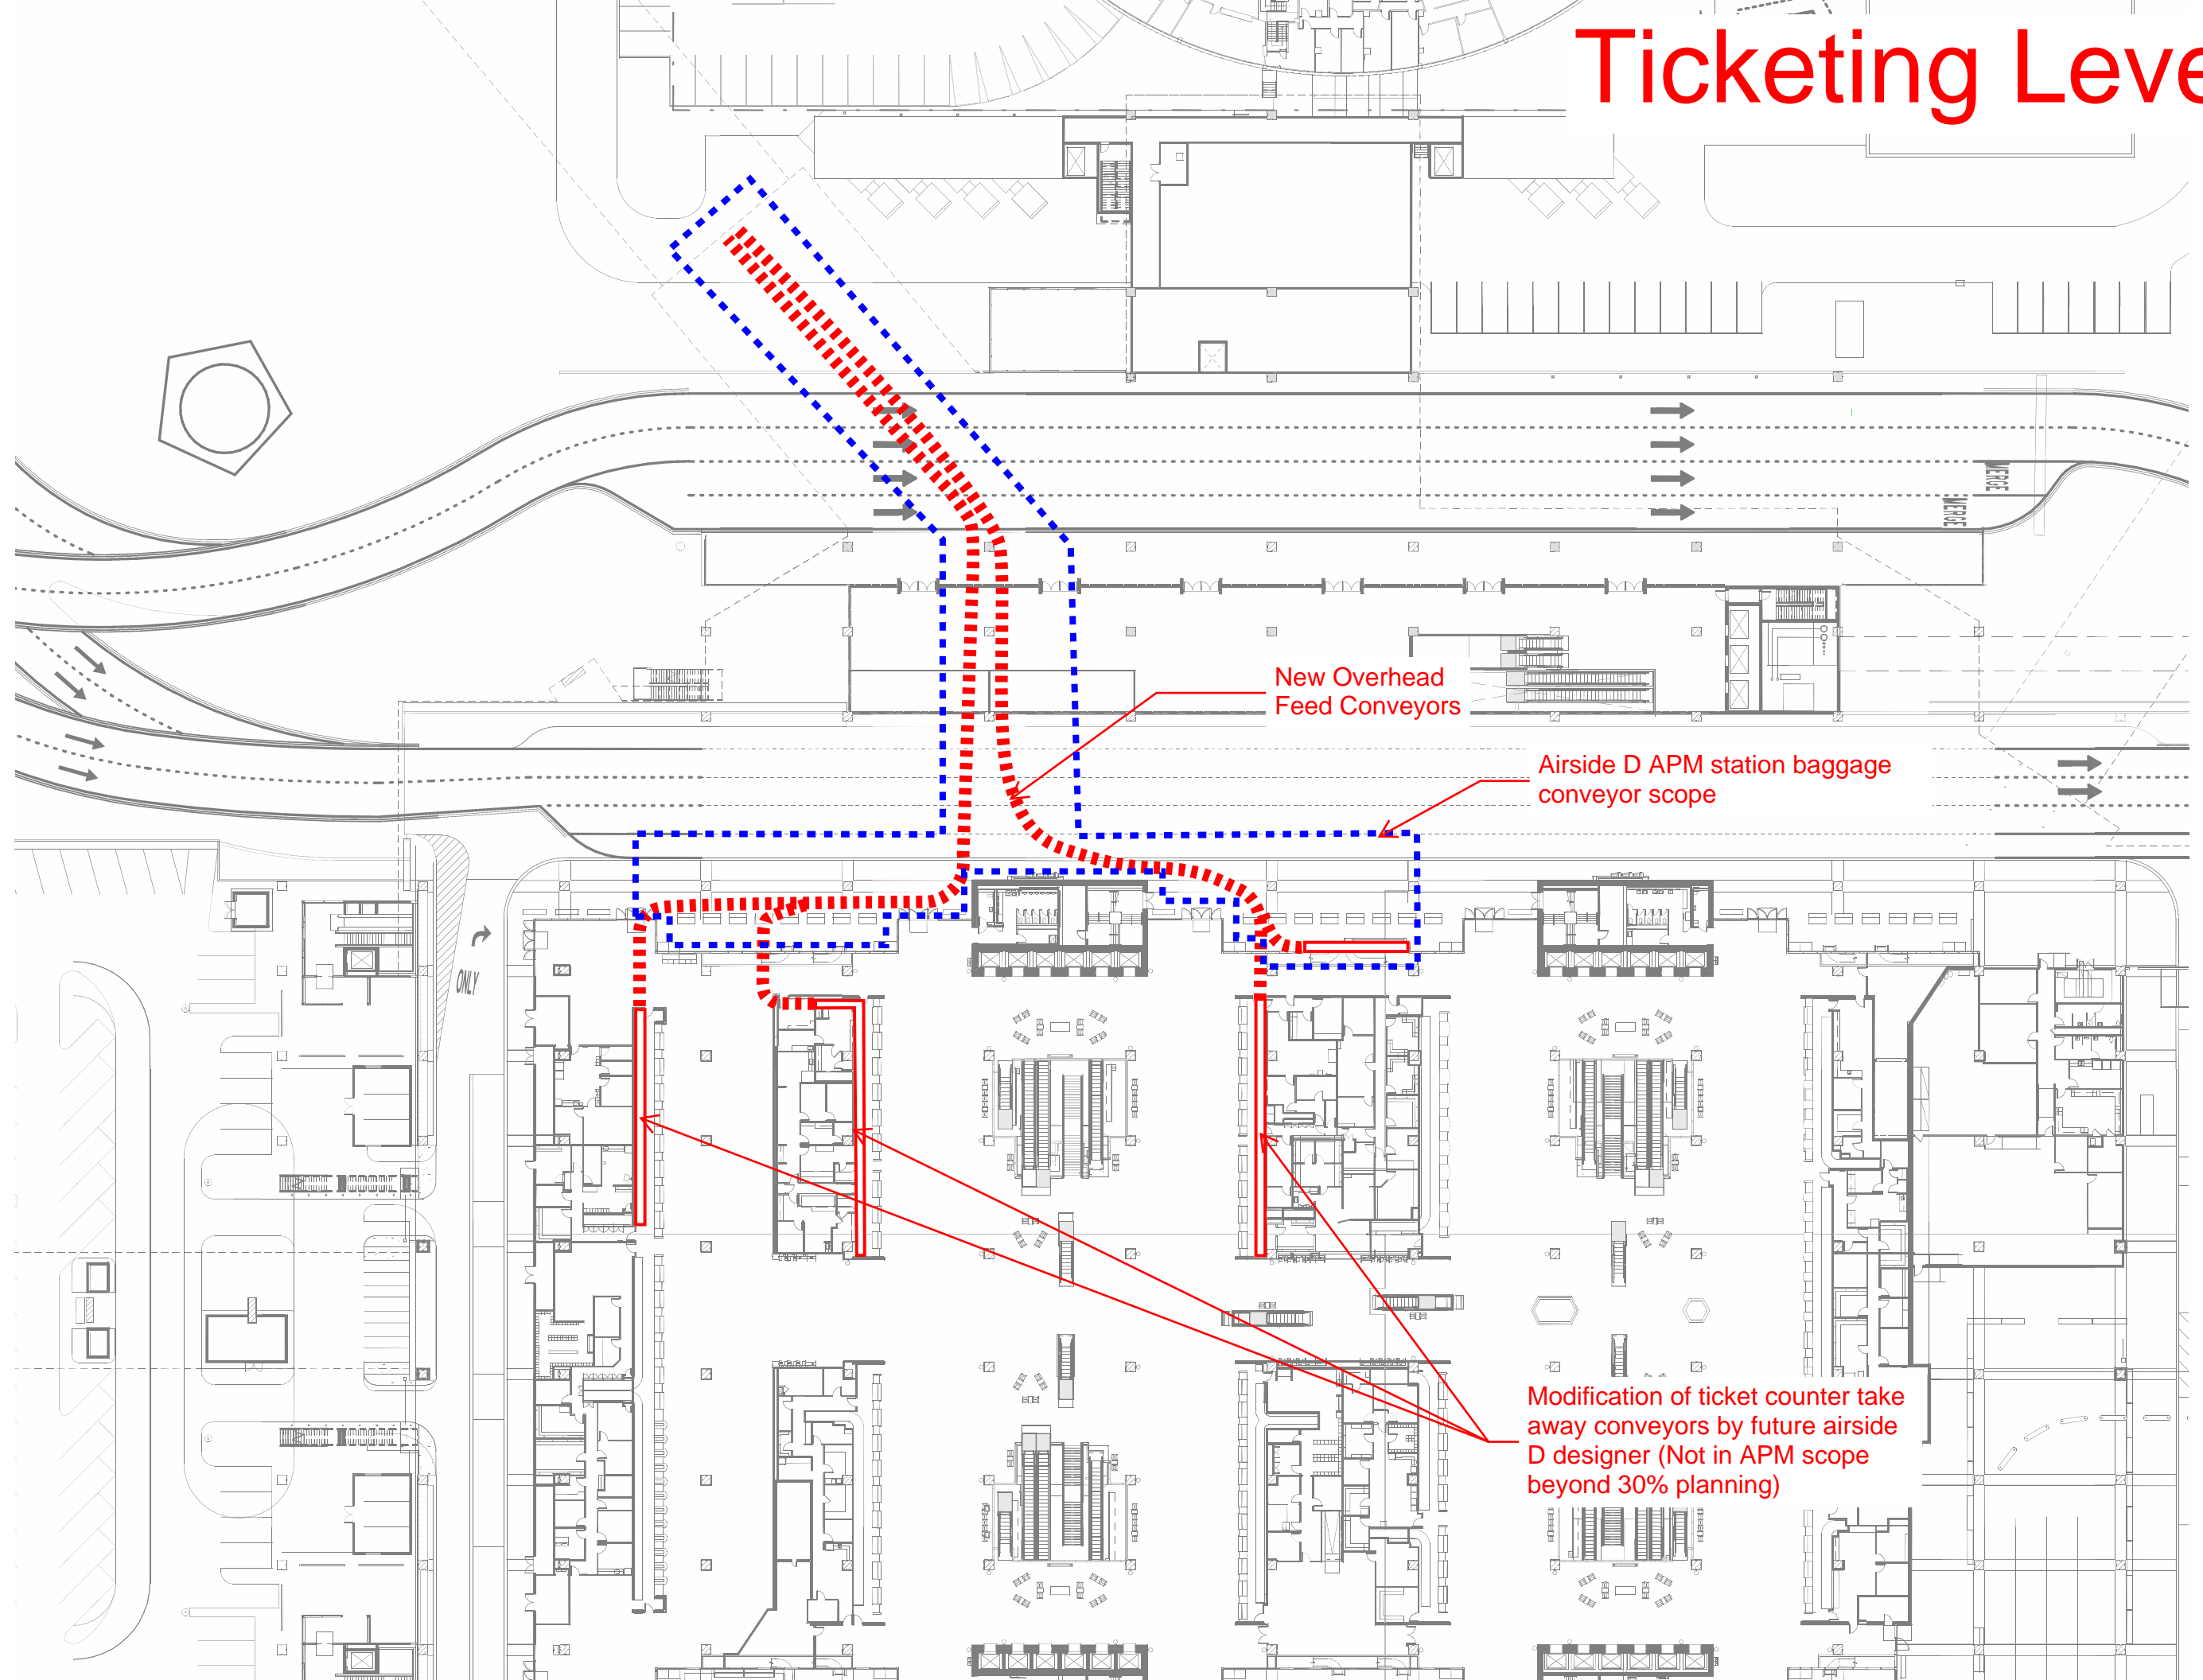 Ticketing Leve
MERGE
MERGE
New Overhead
Feed Conveyors
Airside D APM station baggage
conveyor scope
ONLY
Modification of ticket counter take
away conveyors by future airside
D designer (Not in APM scope
beyond 30% planning)